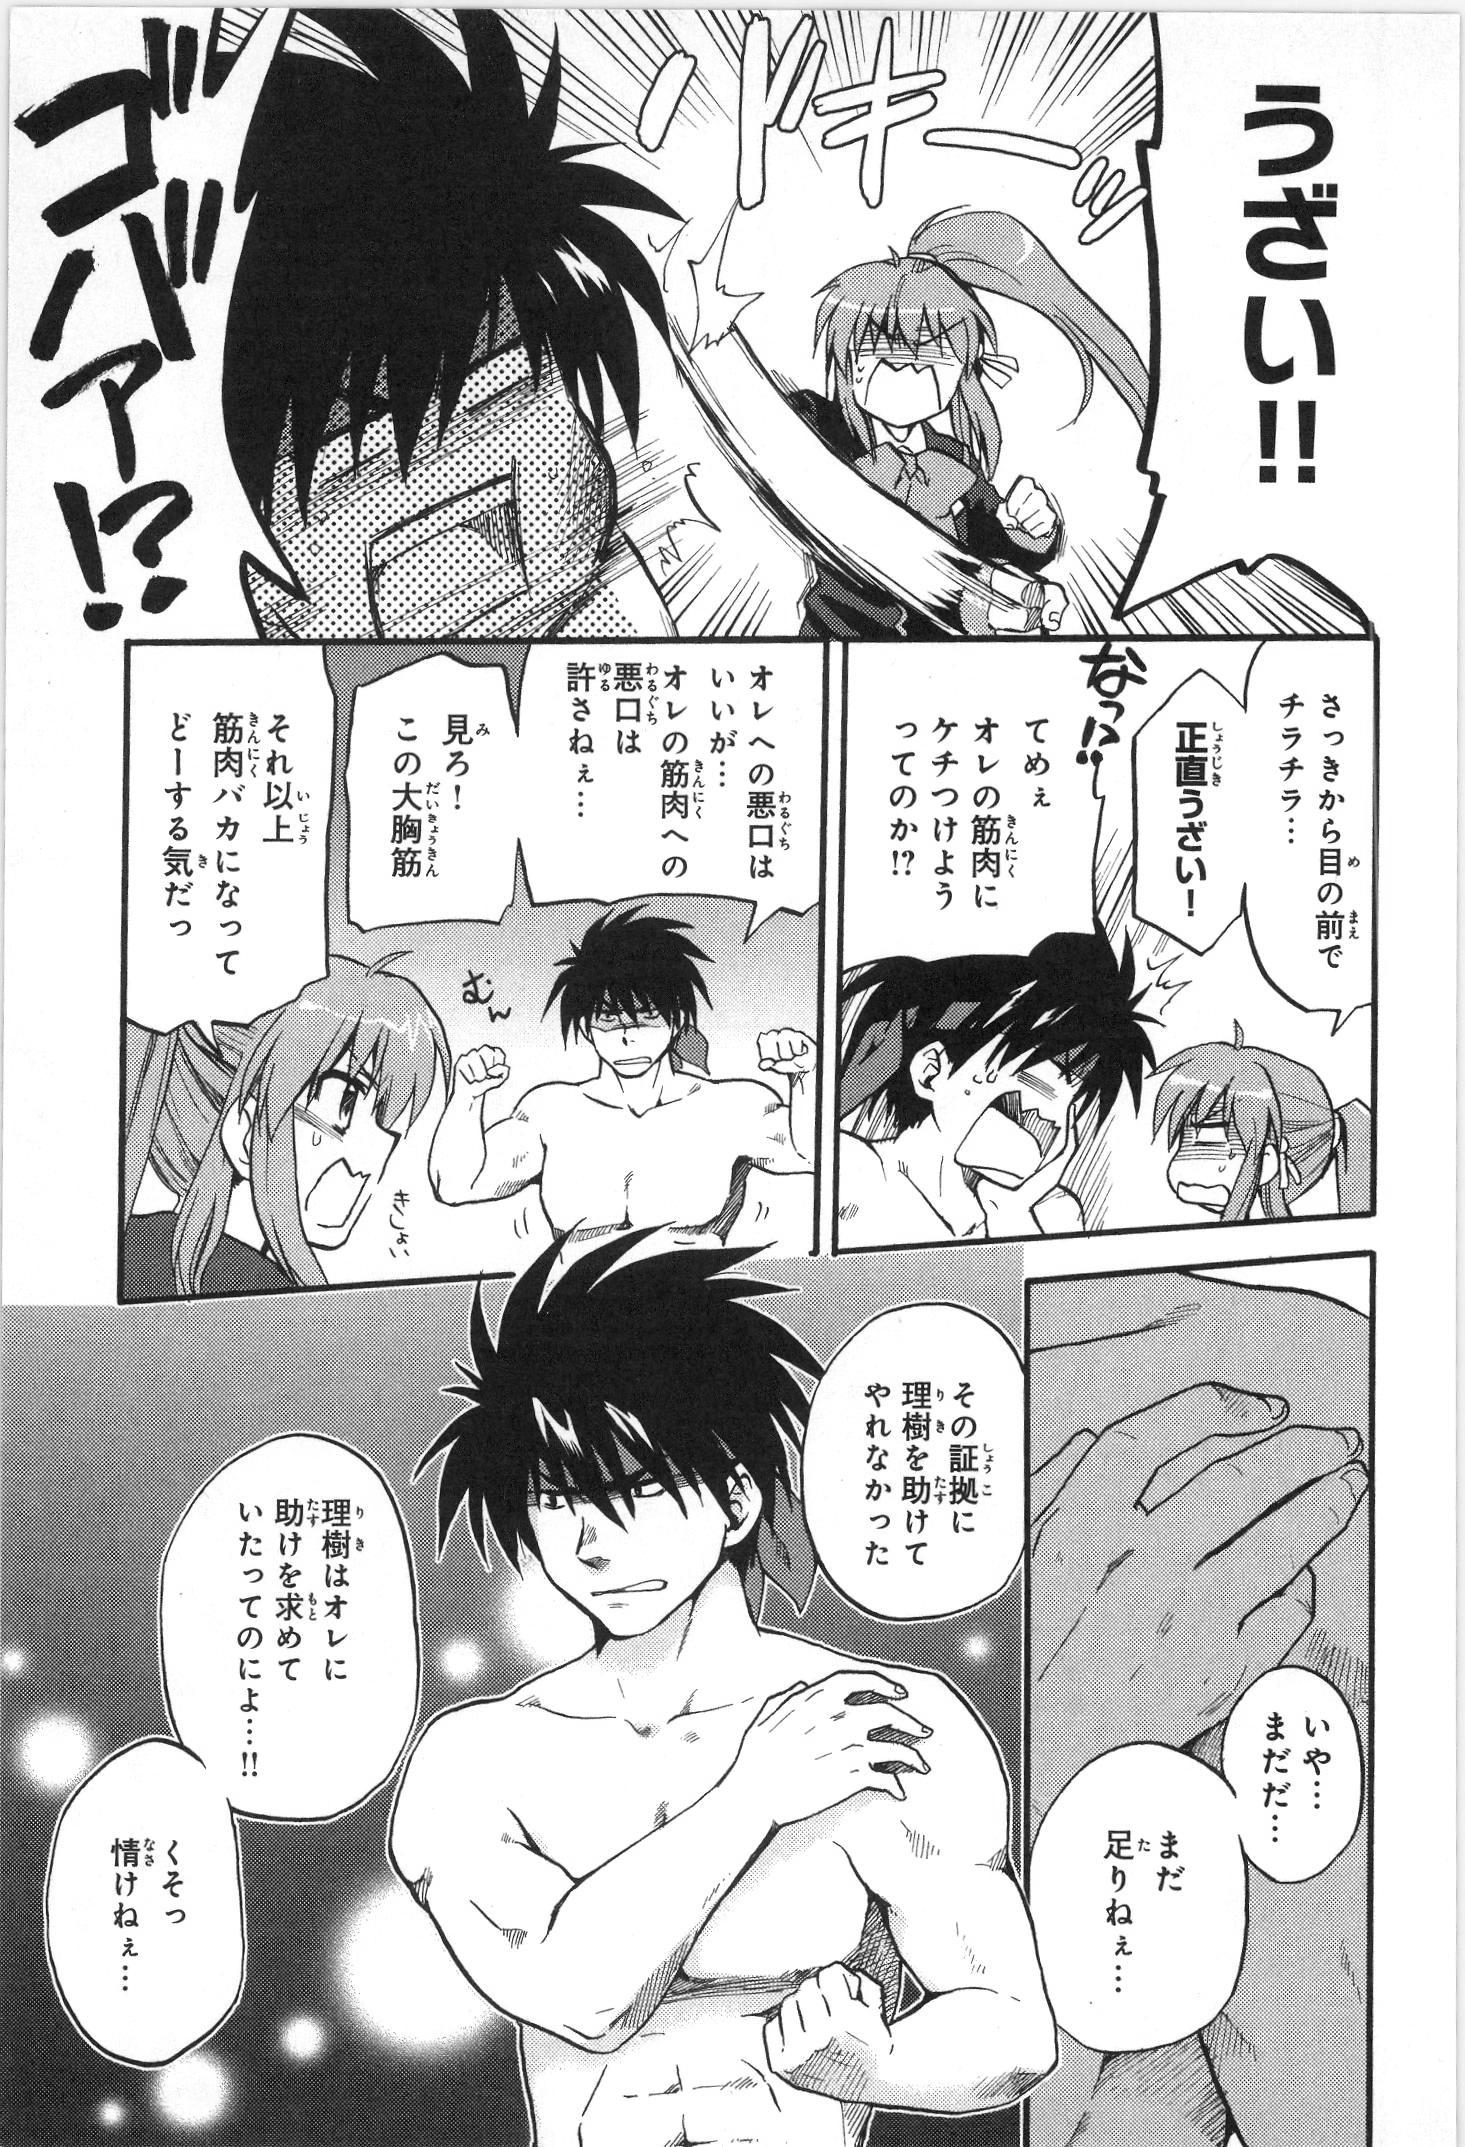 うざい!!
バキーッ
ゴバァー!?
さっきから目の前で
チラチラ…
正直うざい!
なっ!?
てめぇ
オレの筋肉に
ケチつけよう
ってのか!?
オレへの悪口は
いいが…
オレの筋肉への
悪口は
許さねぇ…
見ろ!
この大胸筋
むん
それ以上
筋肉バカになって
どーする気だっ
きしょい
いや…
まだだ…
まだ
足りねぇ…
その証拠に
理樹を助けて
やれなかった
理樹はオレに
助けを求めて
いたってのによ…!!
くそっ
情けねぇ…